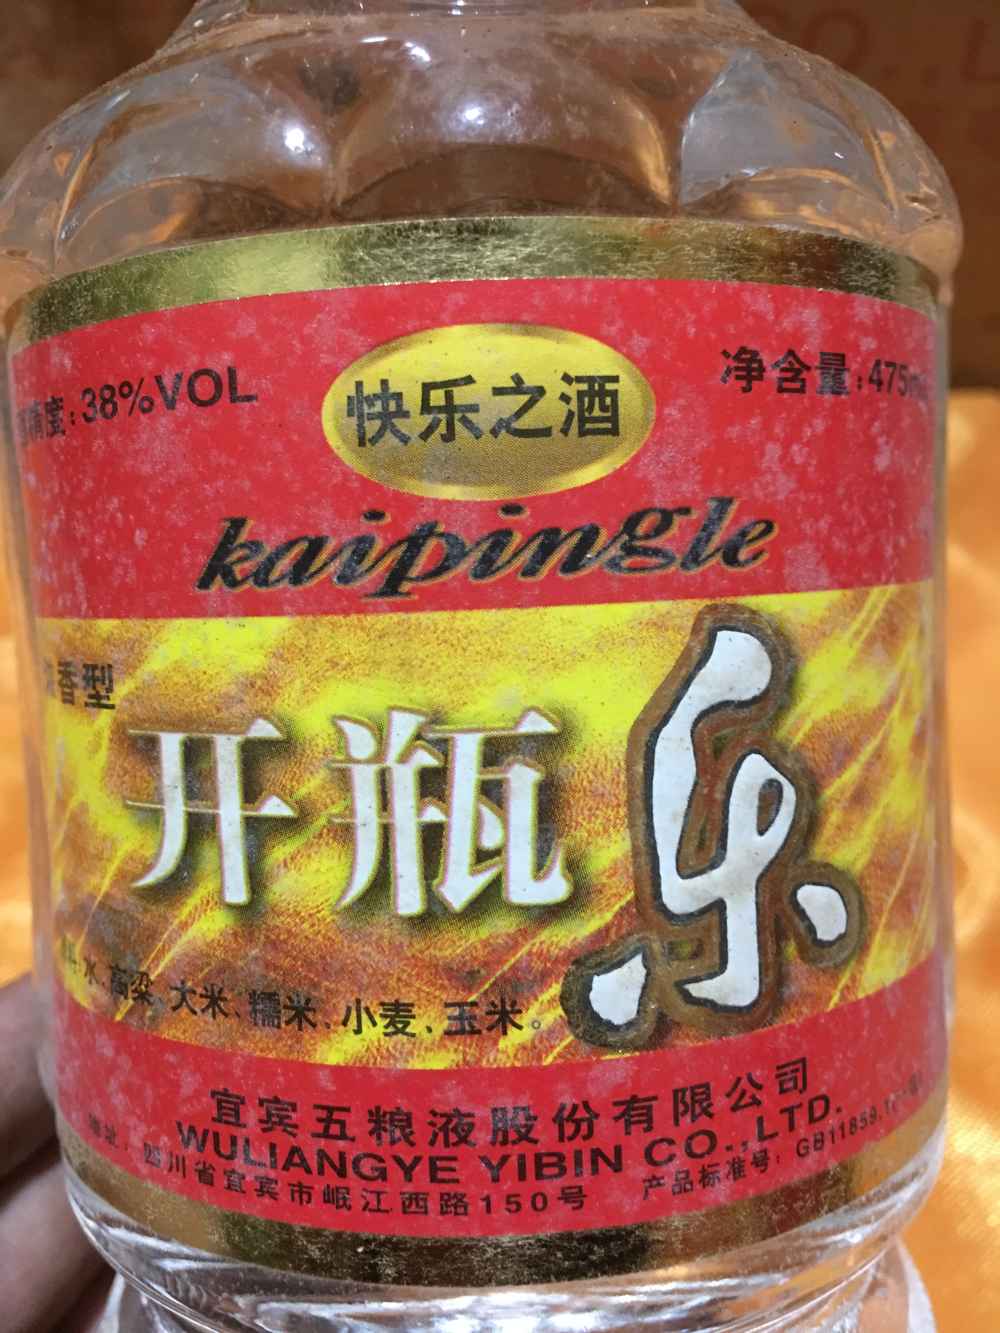 快乐之酒
精度:38%VOL
净含量:475m
kaipingle
香型
开瓶乐
水、高粱、大米、糯米、小麦、玉米。
宜宾五粮液股份有限公司
WULIANGYE YIBIN CO.,LTD.
地址:四川省宜宾市岷江西路150号
产品标准号:GB11859.1